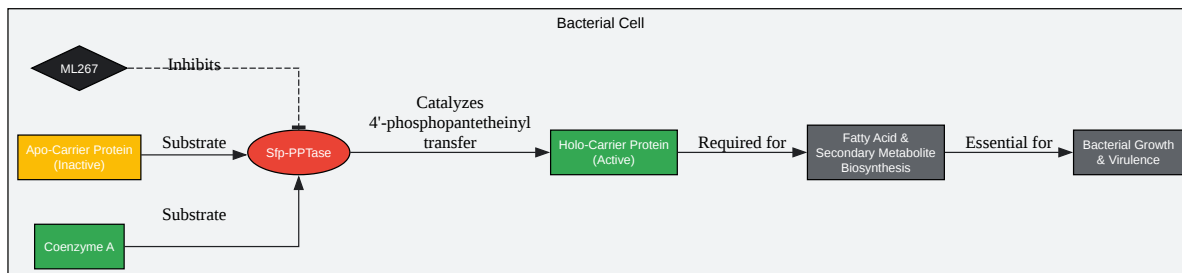 Bacterial Cell
ML267
Inhibits
Apo-Carrier Protein
(Inactive)
Substrate
Sfp-PPTase
Catalyzes
4'-phosphopantetheinyl
transfer
Holo-Carrier Protein
(Active)
Required for
Fatty Acid &
Secondary Metabolite
Biosynthesis
Essential for
Bacterial Growth
& Virulence
Coenzyme A
Substrate